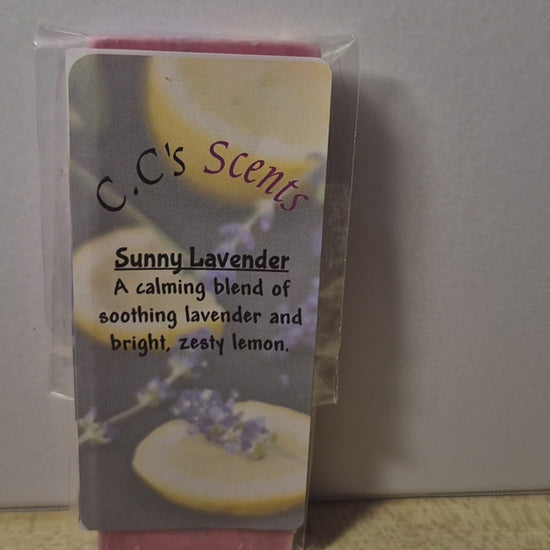 C.C's Scents
Sunny Lavender
A calming blend of
soothing lavender and
bright, zesty lemon.